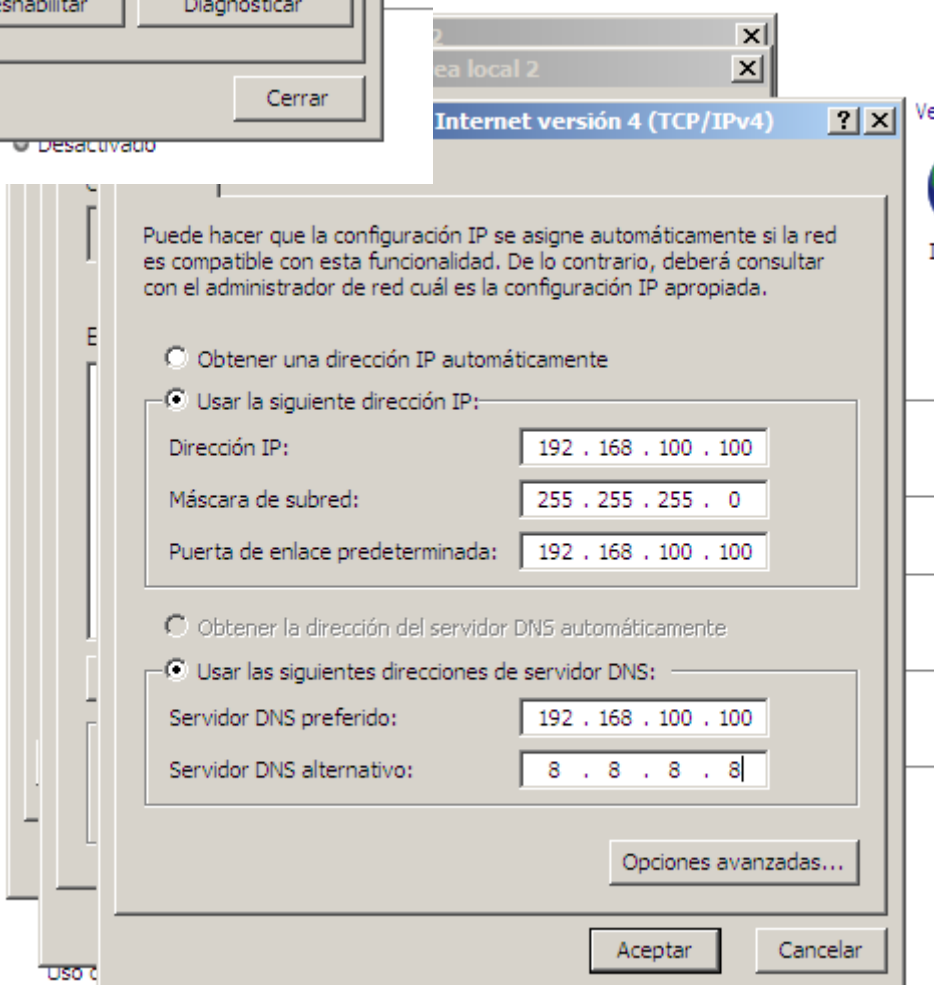 Diagnosticar
Cerrar
2
ea local 2
Desactivado
Internet versión 4 (TCP/IPv4)
Puede hacer que la configuración IP se asigne automáticamente si la red
es compatible con esta funcionalidad. De lo contrario, deberá consultar
con el administrador de red cuál es la configuración IP apropiada.
Obtener una dirección IP automáticamente
Usar la siguiente dirección IP:
Dirección IP: 192 . 168 . 100 . 100
Máscara de subred: 255 . 255 . 255 . 0
Puerta de enlace predeterminada: 192 . 168 . 100 . 100
Obtener la dirección del servidor DNS automáticamente
Usar las siguientes direcciones de servidor DNS:
Servidor DNS preferido: 192 . 168 . 100 . 100
Servidor DNS alternativo: 8 . 8 . 8 . 8
Opciones avanzadas...
Aceptar Cancelar
Uso